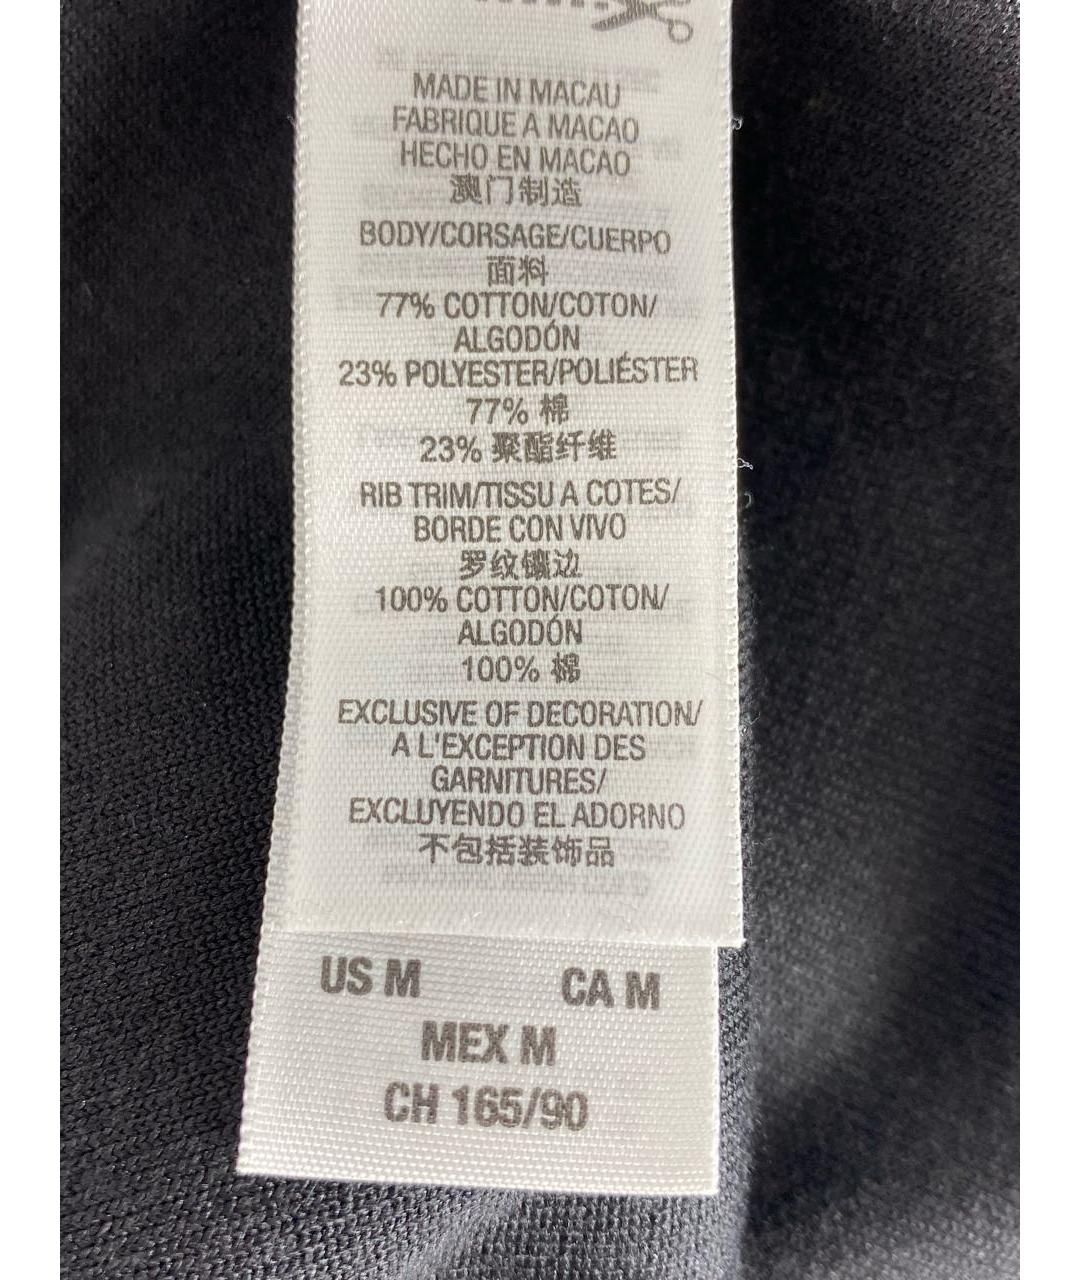 MADE IN MACAU
FABRIQUE A MACAO
HECHO EN MACAO
澳门制造
BODY/CORSAGE/CUERPO
面料
77% COTTON/COTON/
ALGODÓN
23% POLYESTER/POLIÉSTER
77% 棉
23% 聚酯纤维
RIB TRIM/TISSU A COTES/
BORDE CON VIVO
罗纹镶边
100% COTTON/COTON/
ALGODÓN
100% 棉
EXCLUSIVE OF DECORATION/
A L'EXCEPTION DES
GARNITURES/
EXCLUYENDO EL ADORNO
不包括装饰品
US M CA M
MEX M
CH 165/90